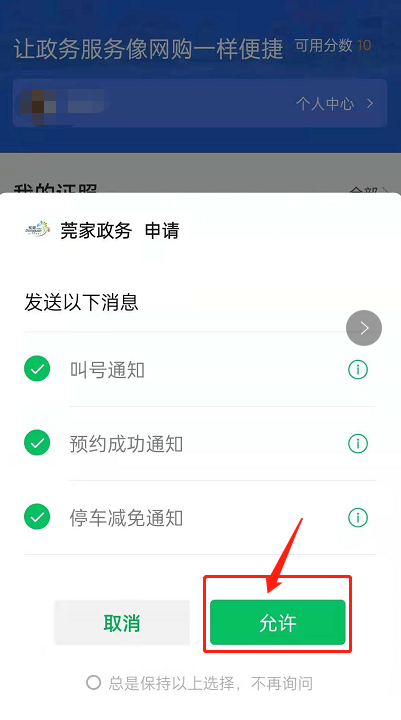 让政务服务像网购一样便捷 可用分数 10
个人中心
我的证照 全部
莞家政务 申请
发送以下消息
叫号通知
预约成功通知
停车减免通知
取消 允许
总是保持以上选择，不再询问